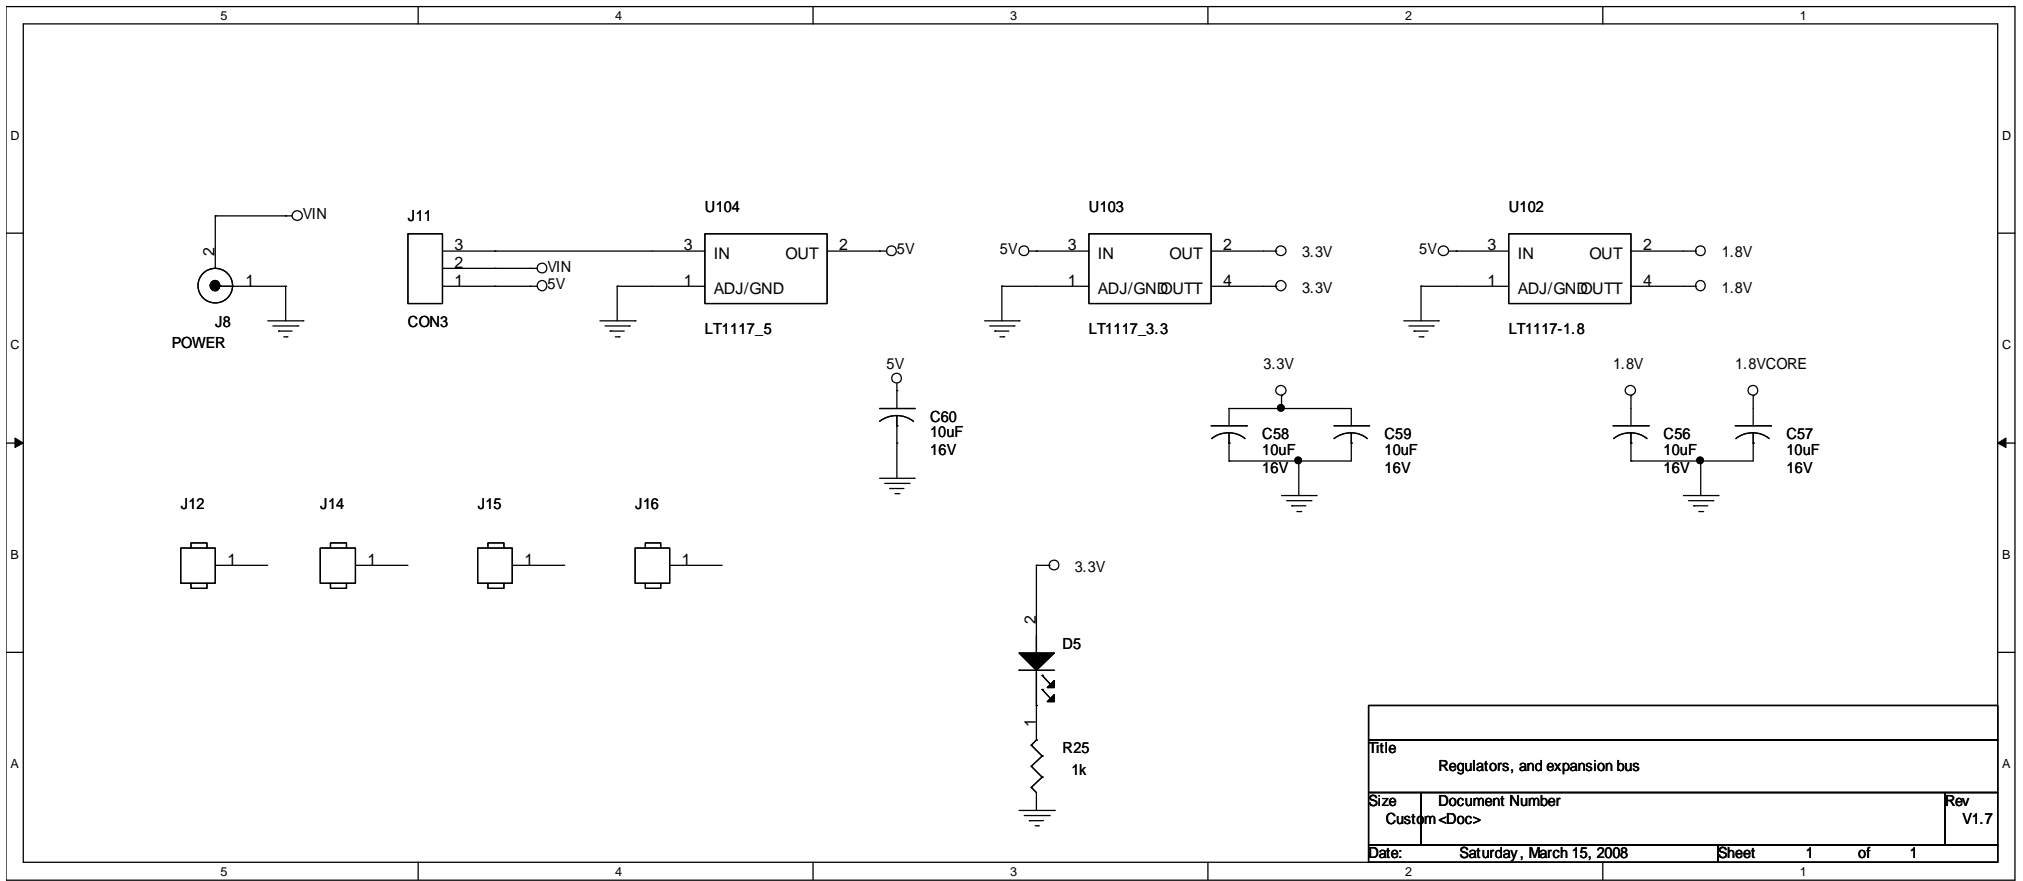 5 4 3 2 1
D D
U104 U103 U102
VIN J11
2 3 3 IN OUT 2 5V 5V 3 IN OUT 2 3.3V 5V 3 IN OUT 2 1.8V
2 VIN
1 1 5V 1 ADJ/GND 1 ADJ/GND OUTT 4 3.3V 1 ADJ/GND OUTT 4 1.8V
J8 CON3 LT1117_5 LT1117_3.3 LT1117-1.8
POWER
C C
5V 3.3V 1.8V 1.8VCORE
C60
10uF
16V
C58 C59 C56 C57
10uF 10uF 10uF 10uF
16V 16V 16V 16V
J12 J14 J15 J16
B B
1 1 1 1 3.3V
2
D5
1
R25
1k
A A
Title
Regulators, and expansion bus
Size Document Number Rev
Custom <Doc> V1.7
Date: Saturday, March 15, 2008 Sheet 1 of 1
5 4 3 2 1